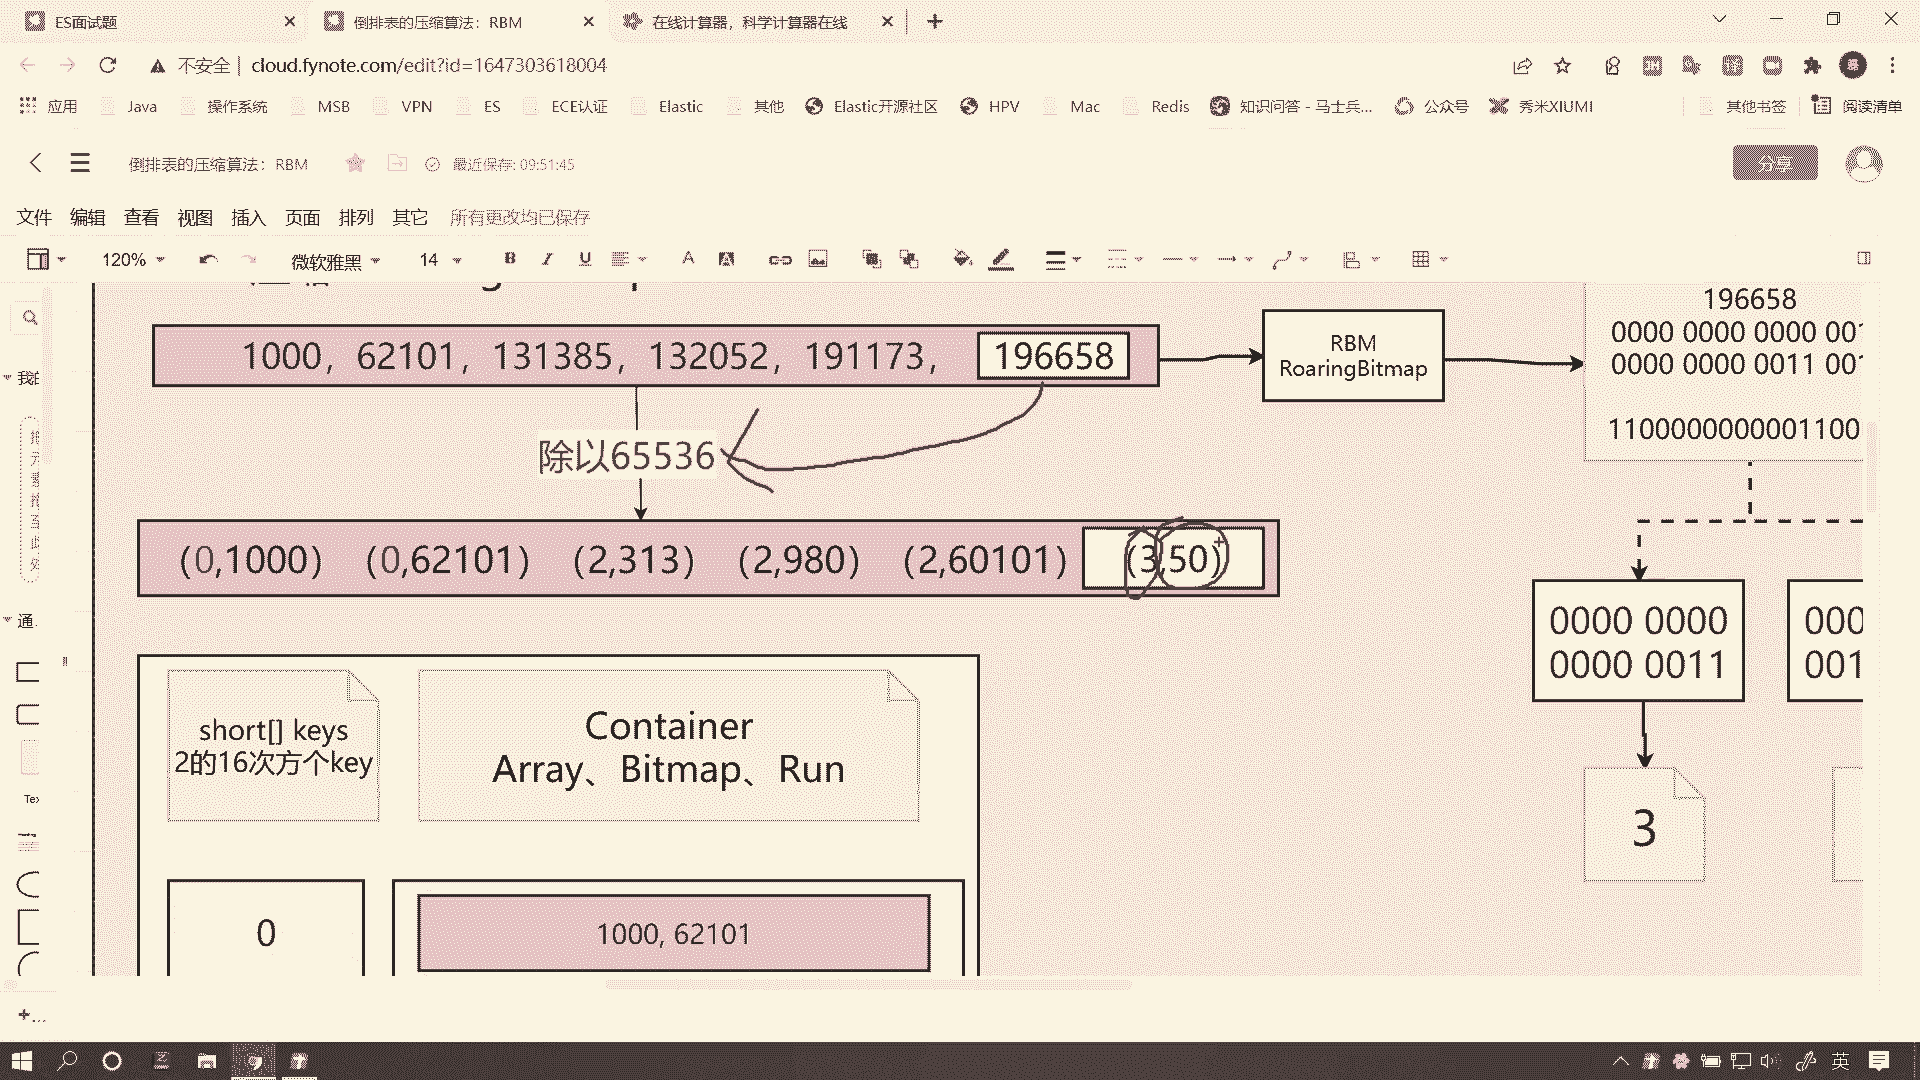 ES面试题
倒排表的压缩算法：RBM
在线计算器，科学计算器在线
不安全
cloud.fynote.com/edit?id=1647303618004
应用
Java
操作系统
MSB
VPN
ES
ECE认证
Elastic
其他
Elastic开源社区
HPV
Mac
Redis
知识问答 - 马士兵...
公众号
秀米XIUMI
其他书签
阅读清单
倒排表的压缩算法：RBM
最近保存: 09:51:45
分享
文件 编辑 查看 视图 插入 页面 排列 其它 所有更改均已保存
120%
微软雅黑
14
B I U A A
1000，62101，131385，132052，191173，
196658
RBM
RoaringBitmap
196658
0000 0000 0000 00
0000 0000 0011 00
1100000000001100
除以65536
(0,1000) (0,62101) (2,313) (2,980) (2,60101) (3,50)
0000 0000
0000 0011
000
001
short[] keys
2的16次方个key
Container
Array、Bitmap、Run
3
0
1000, 62101
通
Te
英